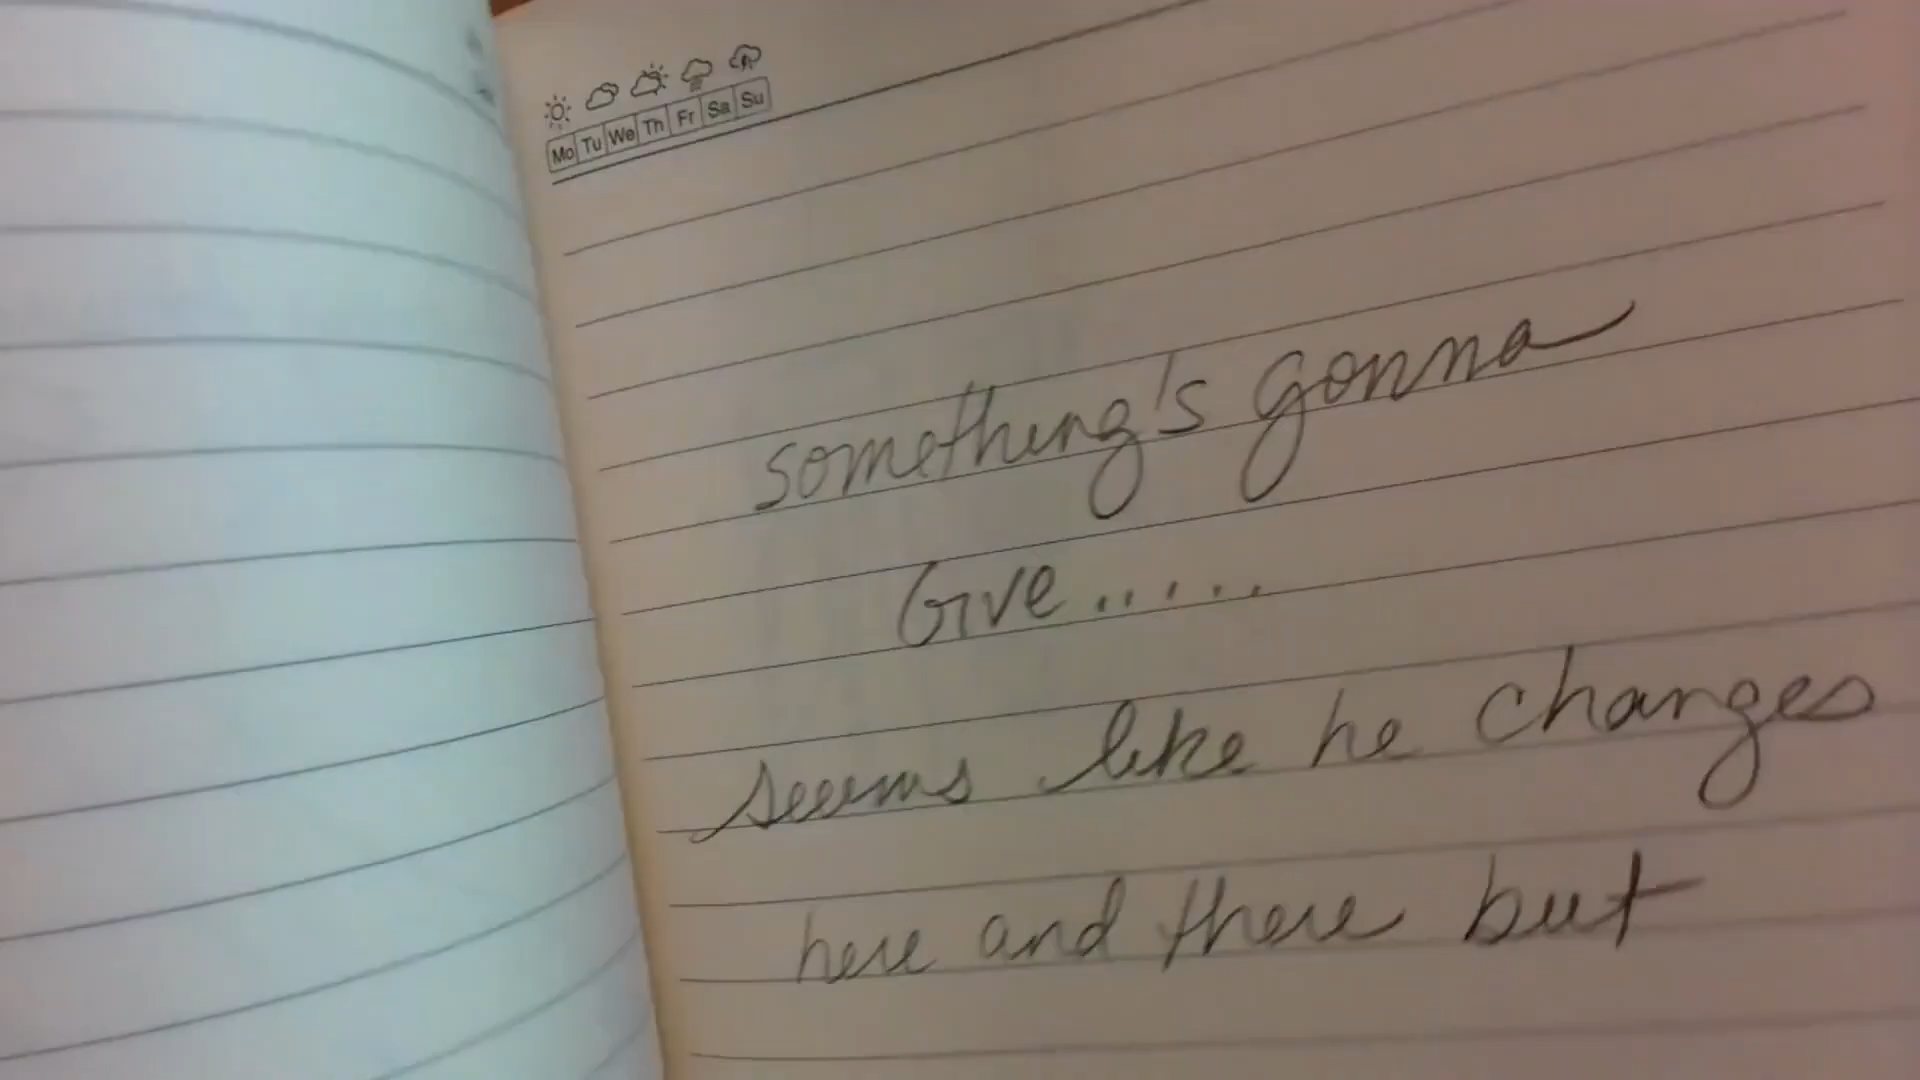 Mo Tu We Th Fr Sa Su
something's gonna
Give.....
seems like he changes
here and there but